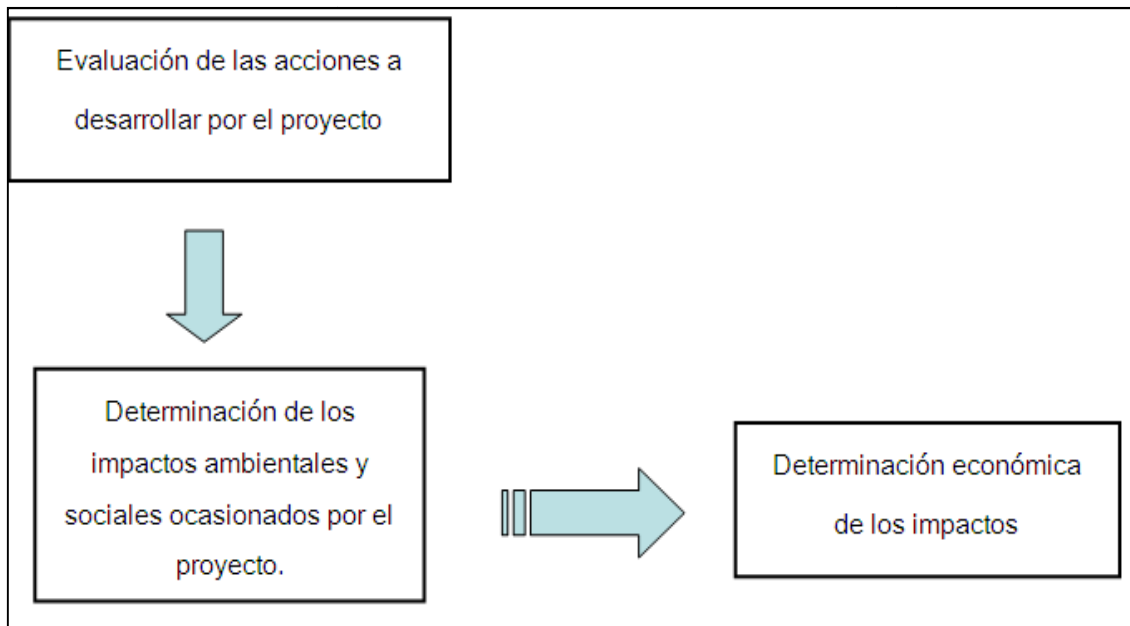 Evaluación de las acciones a
desarrollar por el proyecto
Determinación de los
impactos ambientales y
sociales ocasionados por el
proyecto.
Determinación económica
de los impactos